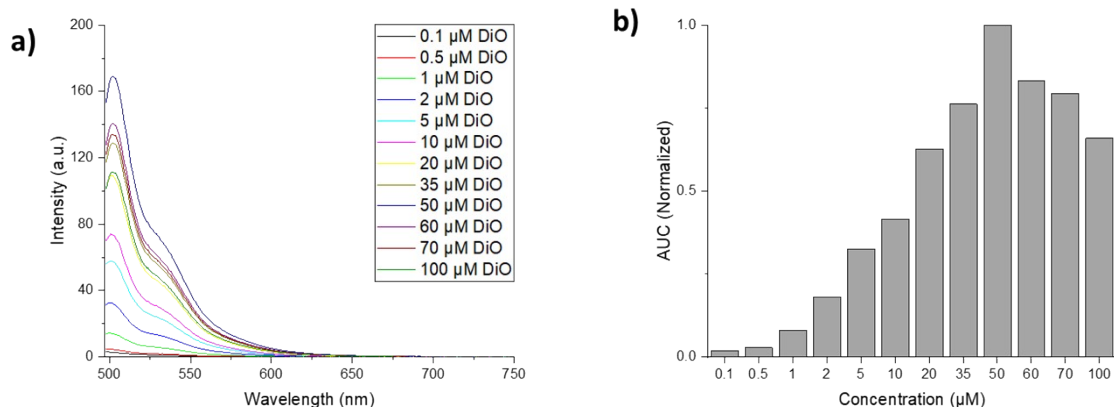 a)
200
160
120
80
40
0
Intensity (a.u.)
500 550 600 650 700 750
Wavelength (nm)
0.1 µM DiO
0.5 µM DiO
1 µM DiO
2 µM DiO
5 µM DiO
10 µM DiO
20 µM DiO
35 µM DiO
50 µM DiO
60 µM DiO
70 µM DiO
100 µM DiO
b)
1.0
0.5
0.0
AUC (Normalized)
0.1 0.5 1 2 5 10 20 35 50 60 70 100
Concentration (µM)